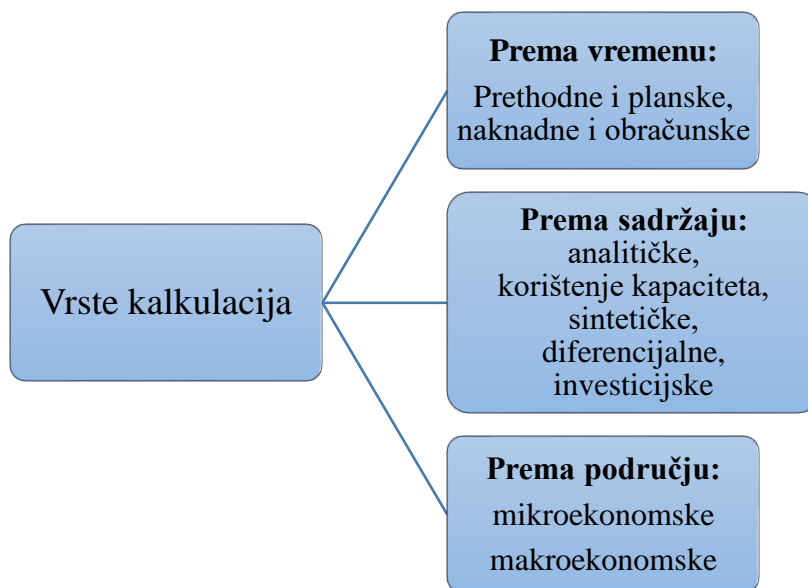 Vrste kalkulacija
Prema vremenu:
Prethodne i planske,
naknadne i obračunske
Prema sadržaju:
analitičke,
korištenje kapaciteta,
sintetičke,
diferencijalne,
investicijske
Prema području:
mikroekonomske
makroekonomske